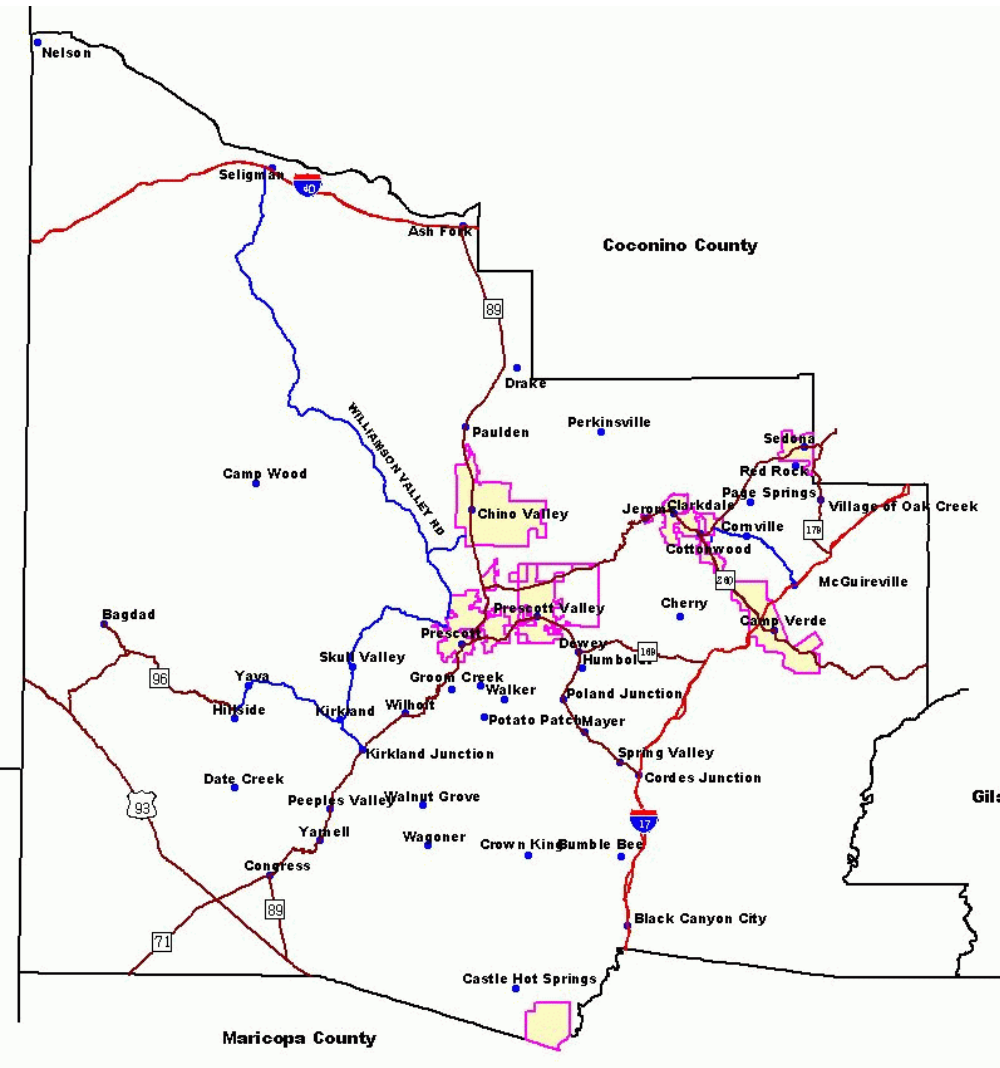 Nelson
Seligman
40
Ash Fork
Coconino County
89
Drake
WILLIAMSON VALLEY RD
Paulden
Perkinsville
Sedona
Camp Wood
Red Rock
Page Springs
Chino Valley
Jerome
Clarkdale
Village of Oak Creek
Cornville
179
Cottonwood
260
McGuireville
Bagdad
Prescott Valley
Cherry
Camp Verde
Prescott
Dewey
169
Skull Valley
Humboldt
96
Yava
Groom Creek
Walker
Poland Junction
Hillside
Kirkland
Wilhoit
Potato Patch
Mayer
Kirkland Junction
Spring Valley
Date Creek
Cordes Junction
93
Peeples Valley
Walnut Grove
Gila
17
Yarnell
Wagoner
Crown King
Bumble Bee
Congress
89
Black Canyon City
71
Castle Hot Springs
Maricopa County